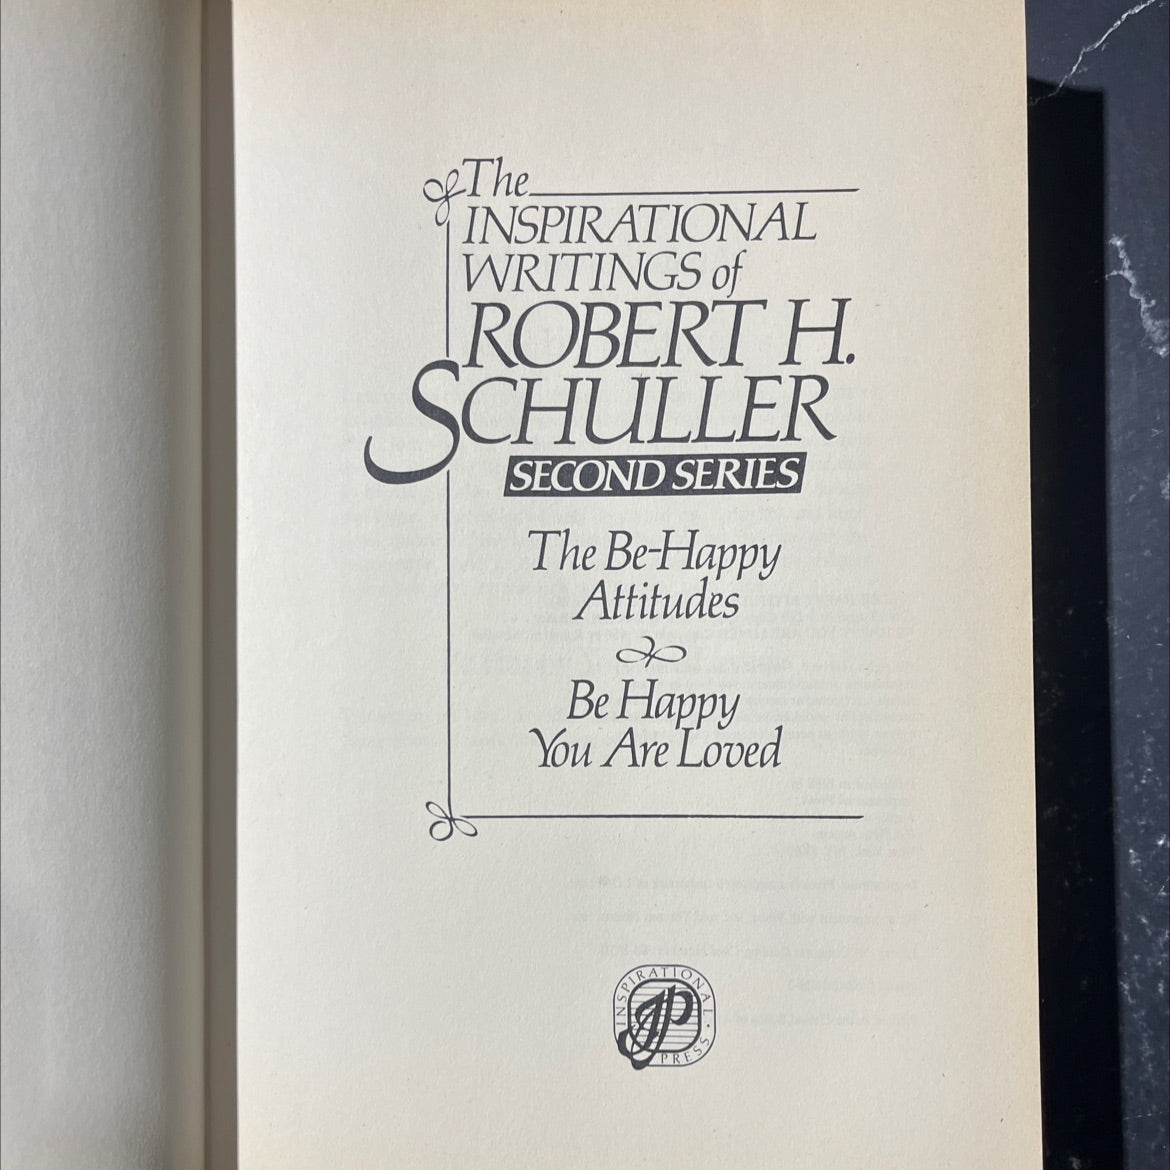 The
INSPIRATIONAL
WRITINGS of
ROBERT H.
SCHULLER
SECOND SERIES
The Be-Happy
Attitudes
Be Happy
You Are Loved
INSPIRATIONAL · PRESS
IP